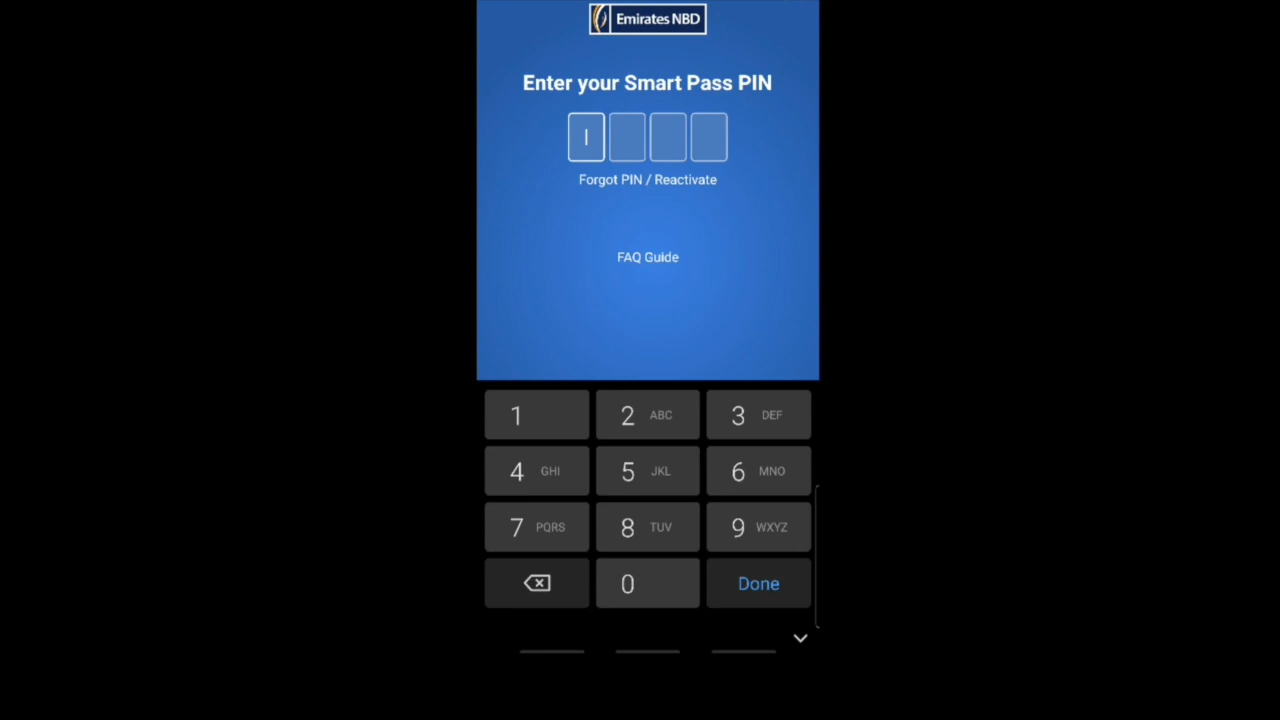 Emirates NBD
Enter your Smart Pass PIN
Forgot PIN / Reactivate
FAQ Guide
1
2 ABC
3 DEF
4 GHI
5 JKL
6 MNO
7 PQRS
8 TUV
9 WXYZ
0
Done